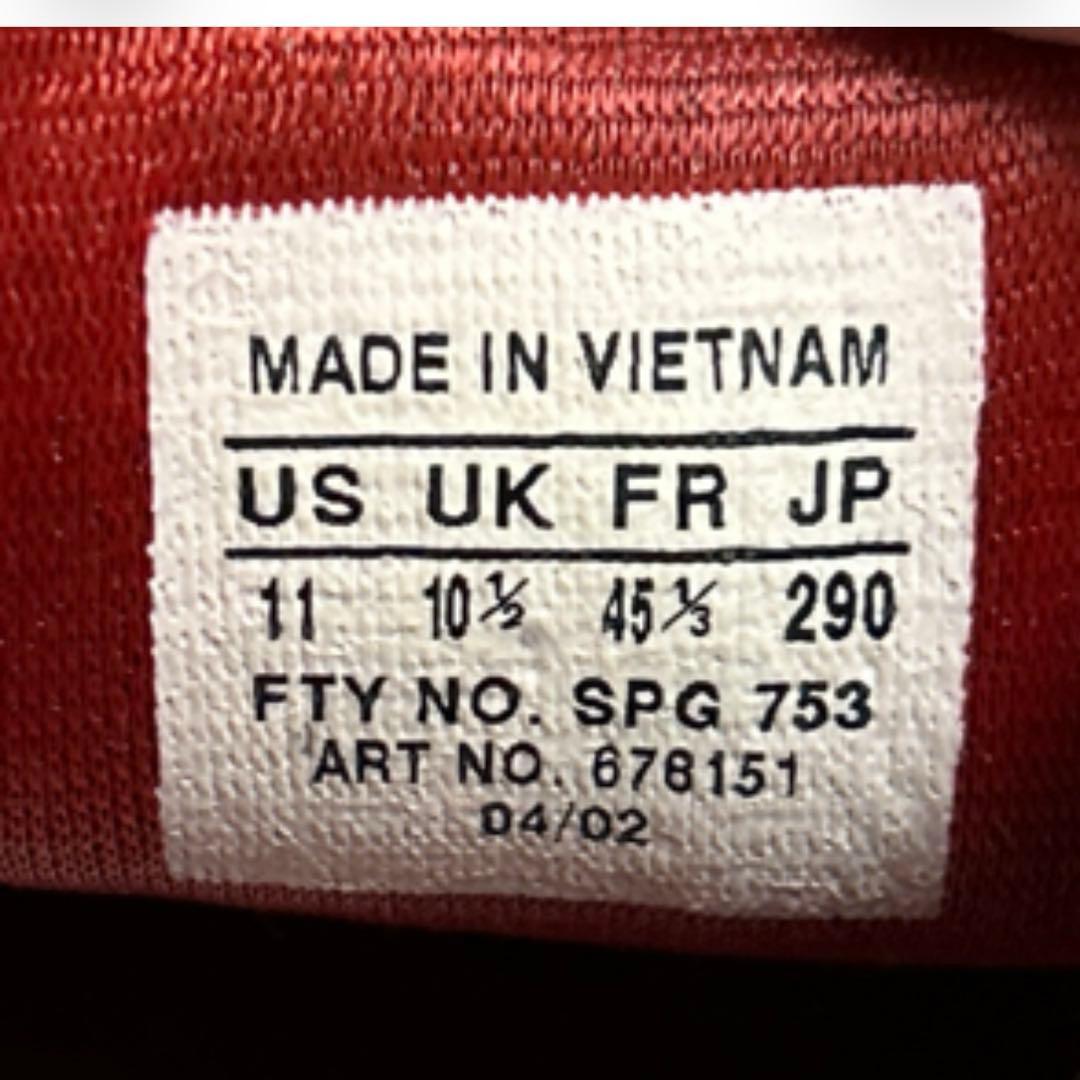 MADE IN VIETNAM
US UK FR JP
11 10½ 45⅓ 290
FTY NO. SPG 753
ART NO. 678151
04/02